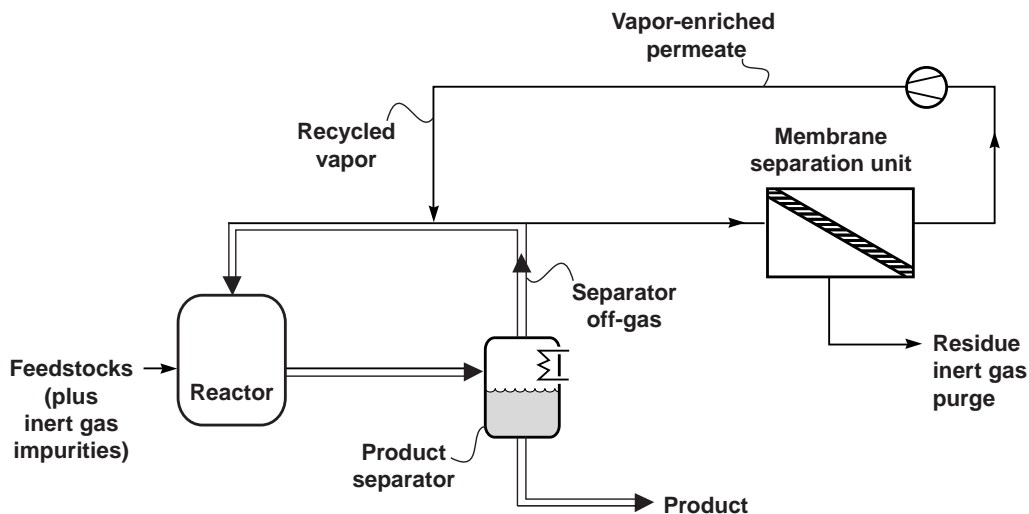 Vapor-enriched
permeate
Recycled
vapor
Membrane
separation unit
Separator
off-gas
Feedstocks
(plus
inert gas
impurities)
Reactor
Residue
inert gas
purge
Product
separator
Product